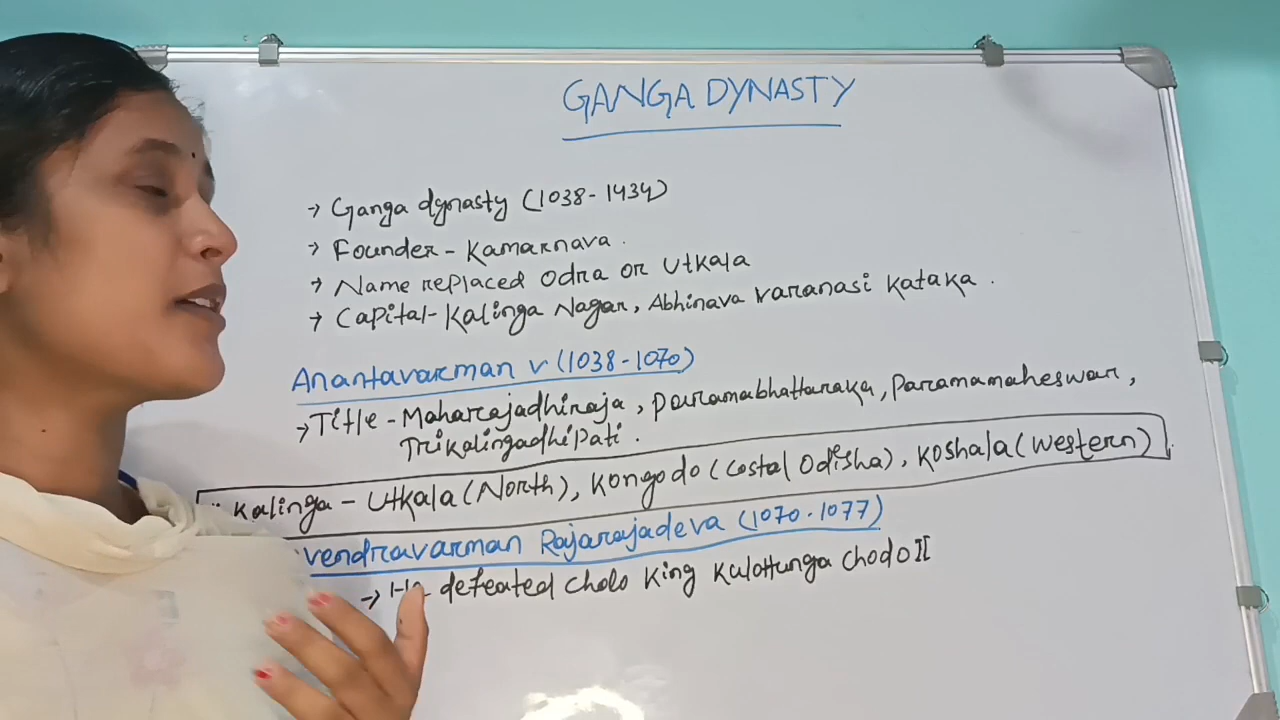 GANGA DYNASTY
→ Ganga dynasty (1038-1434)
→ Founder - Kamarnava.
→ Name replaced Odra or Utkala
→ Capital - Kalinga Nagar, Abhinava varanasi Kataka.
Anantavarman V (1038-1070)
→ Title - Maharajadhiraja, parramabhattaraka, Paramamaheswar,
Trikalingadhipati.
Kalinga - Utkala (North), Kongodo (Costal Odisha), Koshala (Western)
vendravarman Rajarajadeva (1070-1077)
→ He defeated cholo King Kulottunga Chodo II